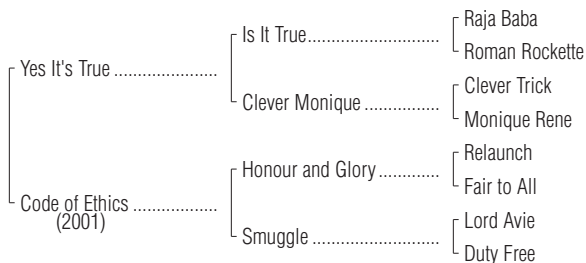 Raja Baba
Is It True
Roman Rockette
Yes It's True
Clever Trick
Clever Monique
Monique Rene
Relaunch
Honour and Glory
Fair to All
Code of Ethics
(2001)
Lord Avie
Smuggle
Duty Free